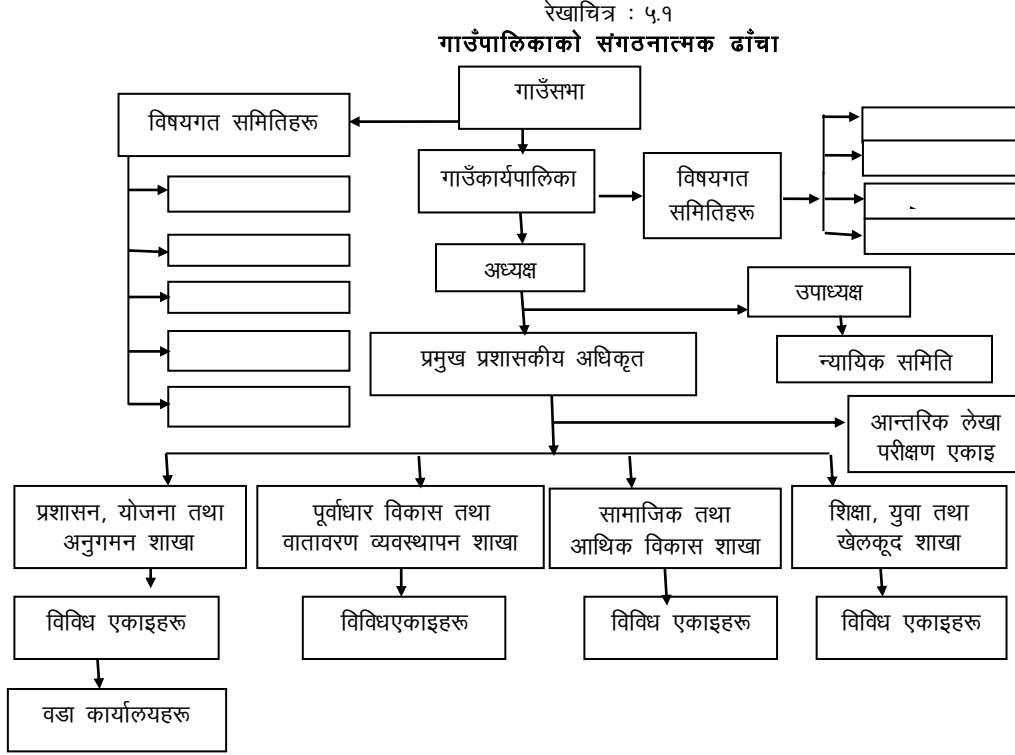 रेखाचित्र : ५.१
गाउँपालिकाको संगठनात्मक ढाँचा
गाउँसभा
विषयगत समितिहरू
गाउँकार्यपालिका
विषयगत
समितिहरू
अध्यक्ष
उपाध्यक्ष
प्रमुख प्रशासकीय अधिकृत
न्यायिक समिति
आन्तरिक लेखा
परीक्षण एकाइ
प्रशासन, योजना तथा
अनुगमन शाखा
पूर्वाधार विकास तथा
वातावरण व्यवस्थापन शाखा
सामाजिक तथा
आथिक विकास शाखा
शिक्षा, युवा तथा
खेलकूद शाखा
विविध एकाइहरू
विविधएकाइहरू
विविध एकाइहरू
विविध एकाइहरू
वडा कार्यालयहरू